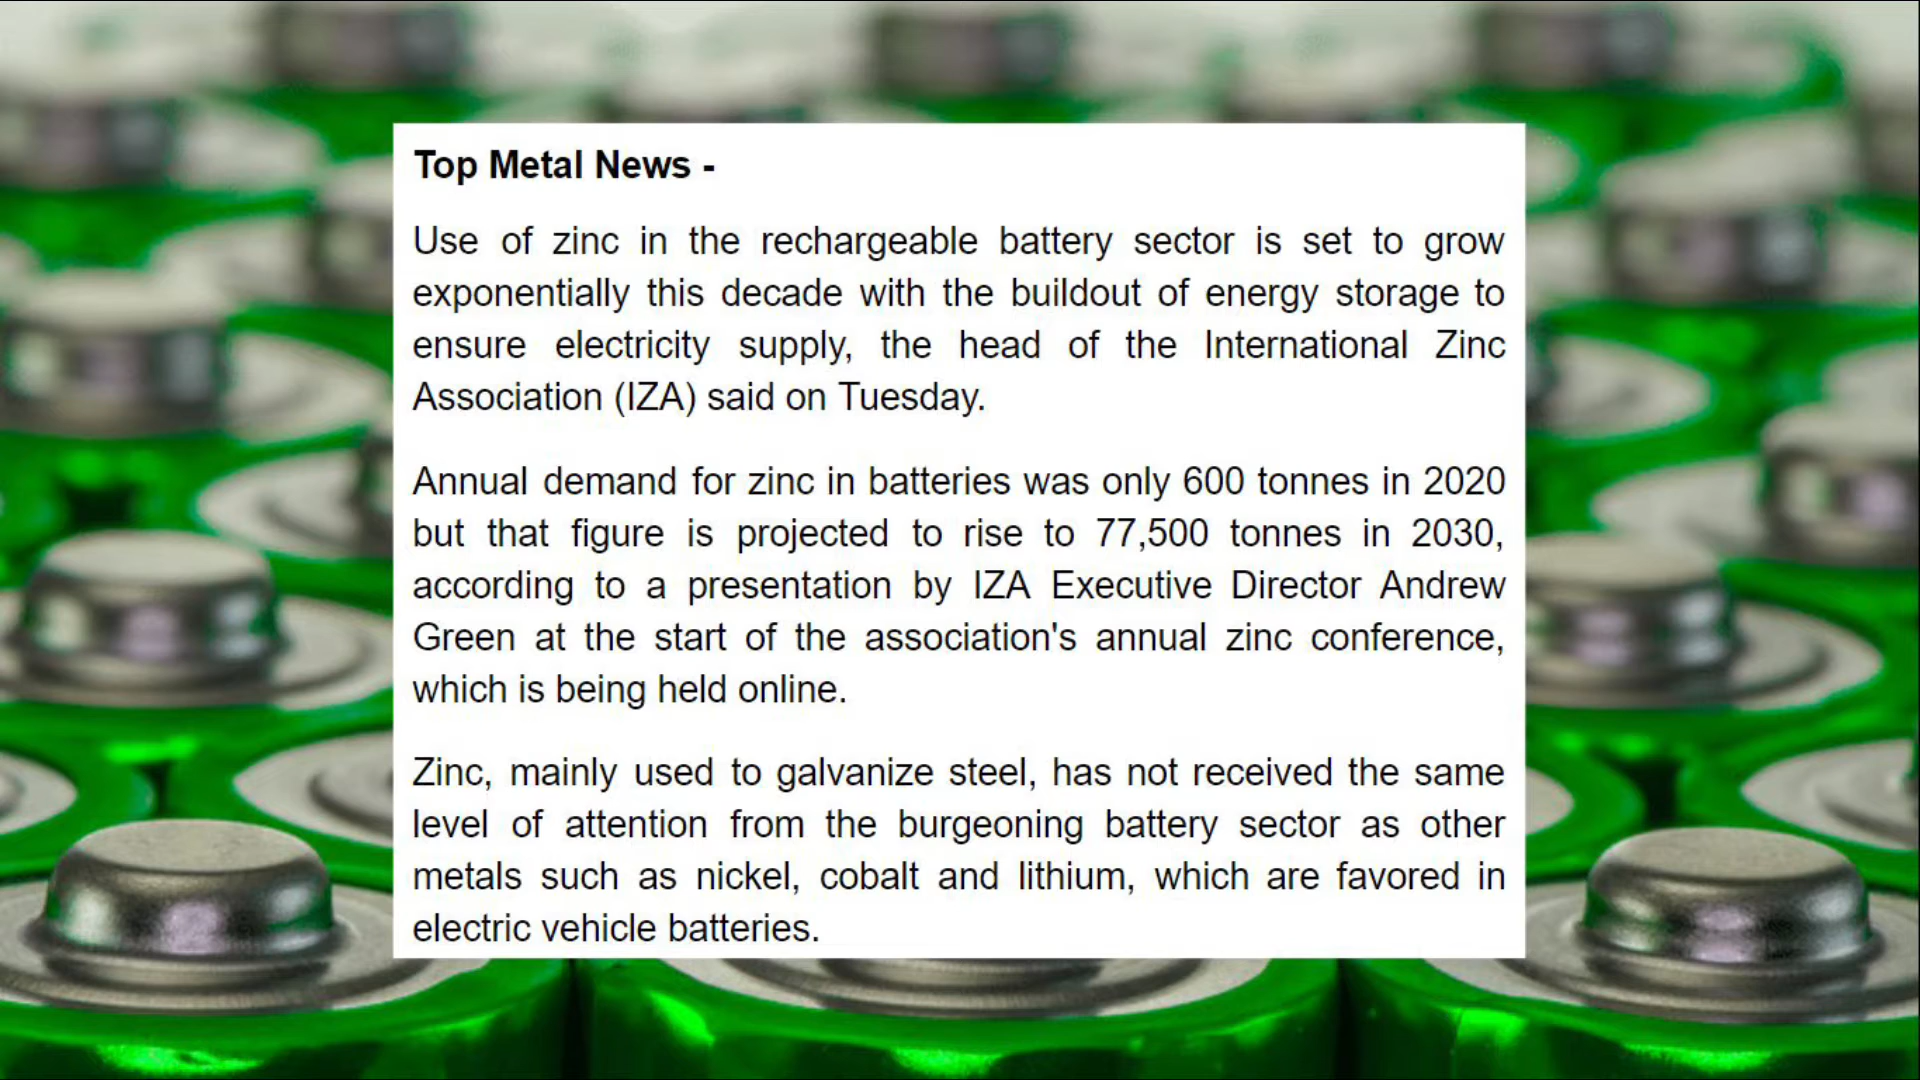 Top Metal News -
Use of zinc in the rechargeable battery sector is set to grow
exponentially this decade with the buildout of energy storage to
ensure electricity supply, the head of the International Zinc
Association (IZA) said on Tuesday.
Annual demand for zinc in batteries was only 600 tonnes in 2020
but that figure is projected to rise to 77,500 tonnes in 2030,
according to a presentation by IZA Executive Director Andrew
Green at the start of the association's annual zinc conference,
which is being held online.
Zinc, mainly used to galvanize steel, has not received the same
level of attention from the burgeoning battery sector as other
metals such as nickel, cobalt and lithium, which are favored in
electric vehicle batteries.